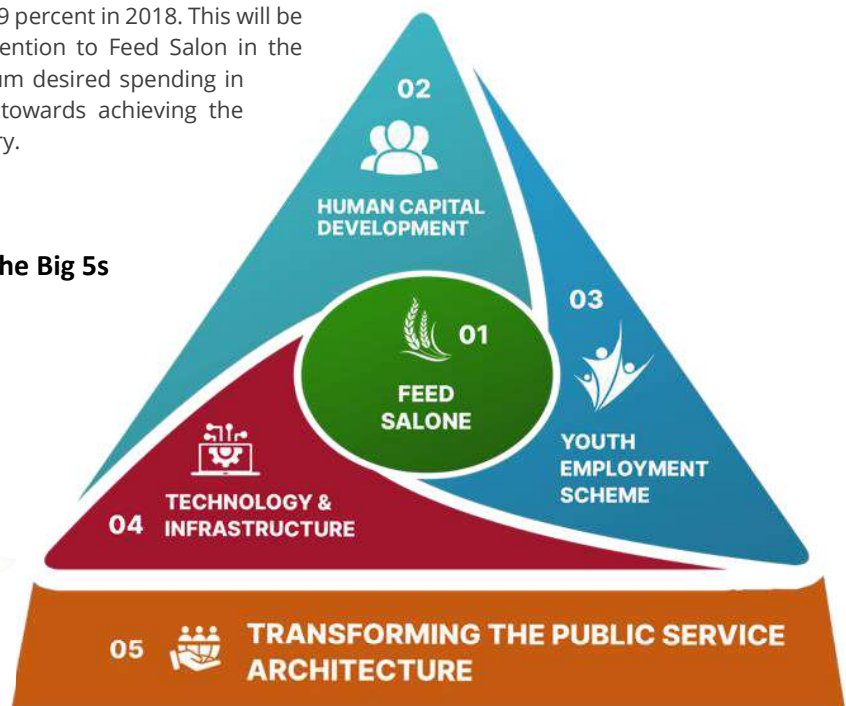 9 percent in 2018. This will be
ention to Feed Salon in the
um desired spending in
towards achieving the
ry.
he Big 5s
02
HUMAN CAPITAL
DEVELOPMENT
03
YOUTH
EMPLOYMENT
SCHEME
01
FEED
SALONE
04
TECHNOLOGY &
INFRASTRUCTURE
05
TRANSFORMING THE PUBLIC SERVICE
ARCHITECTURE